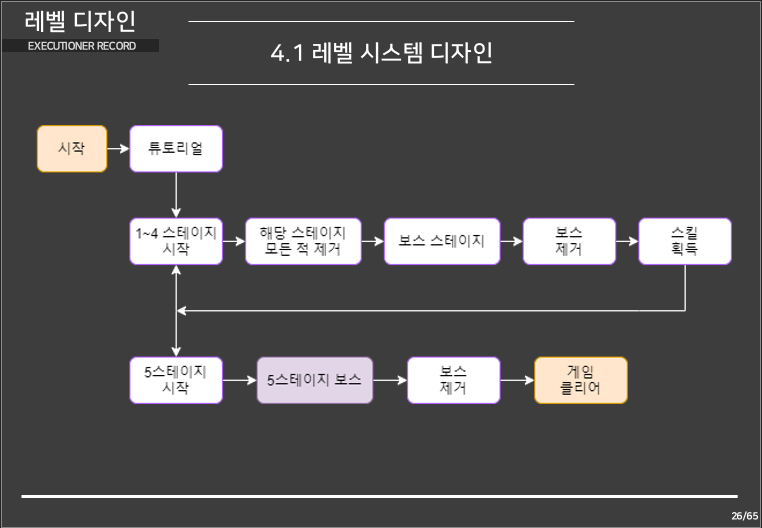 레벨 디자인
EXECUTIONER RECORD
4.1 레벨 시스템 디자인
시작
튜토리얼
1~4 스테이지
시작
해당 스테이지
모든 적 제거
보스 스테이지
보스
제거
스킬
획득
5스테이지
시작
5스테이지 보스
보스
제거
게임
클리어
26/65